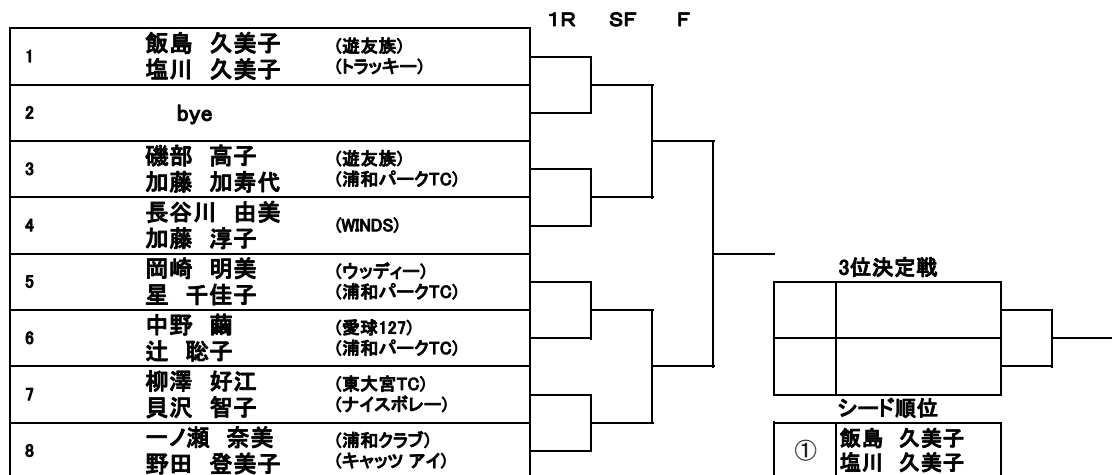 1R SF F
1 飯島 久美子 (遊友族)
塩川 久美子 (トラッキー)
2 bye
3 磯部 高子 (遊友族)
加藤 加寿代 (浦和パークTC)
4 長谷川 由美 (WINDS)
加藤 淳子
5 岡崎 明美 (ウッディー)
星 千佳子 (浦和パークTC)
6 中野 繭 (愛球127)
辻 聡子 (浦和パークTC)
7 柳澤 好江 (東大宮TC)
貝沢 智子 (ナイスボレー)
8 一ノ瀬 奈美 (浦和クラブ)
野田 登美子 (キャッツ アイ)
3位決定戦
シード順位
① 飯島 久美子
塩川 久美子